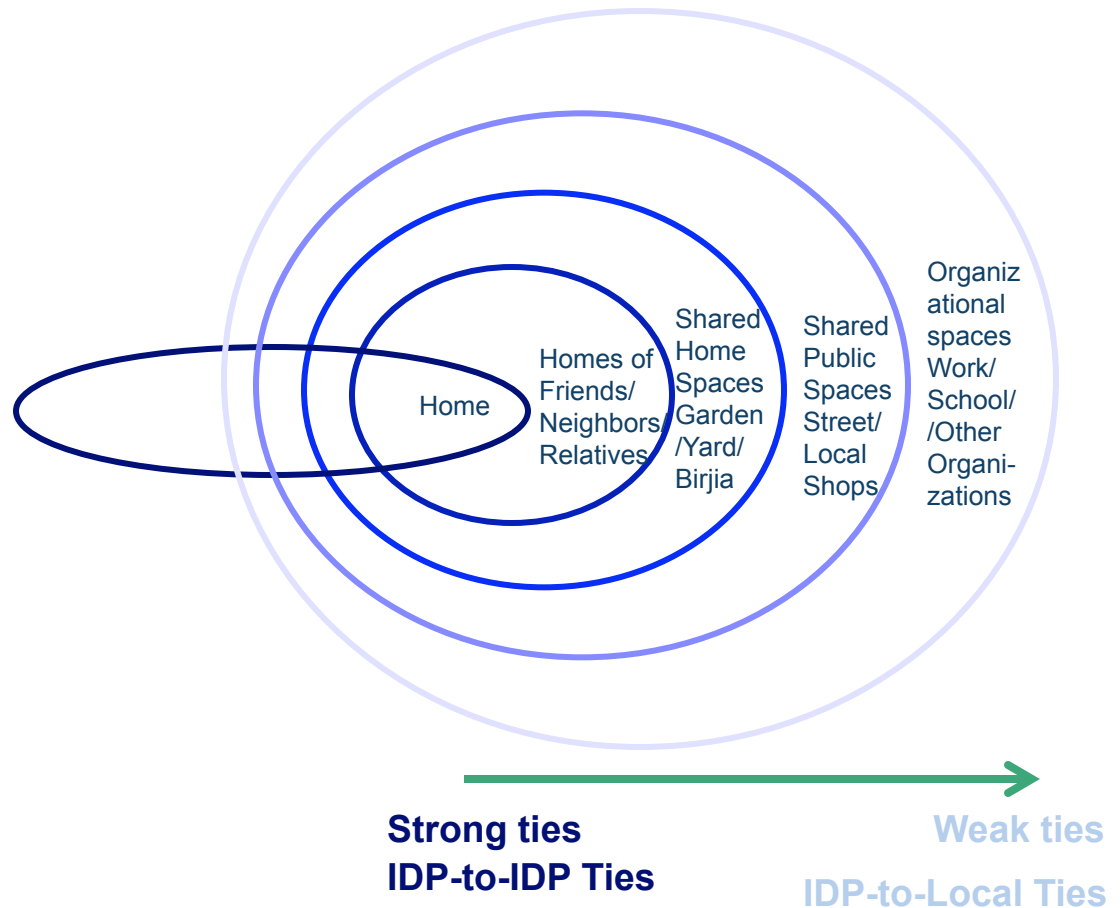 Home
Homes of
Friends/
Neighbors/
Relatives
Shared
Home
Spaces
Garden
/Yard/
Birjia
Shared
Public
Spaces
Street/
Local
Shops
Organiz
ational
spaces
Work/
School/
/Other
Organi-
zations
Strong ties
IDP-to-IDP Ties
Weak ties
IDP-to-Local Ties